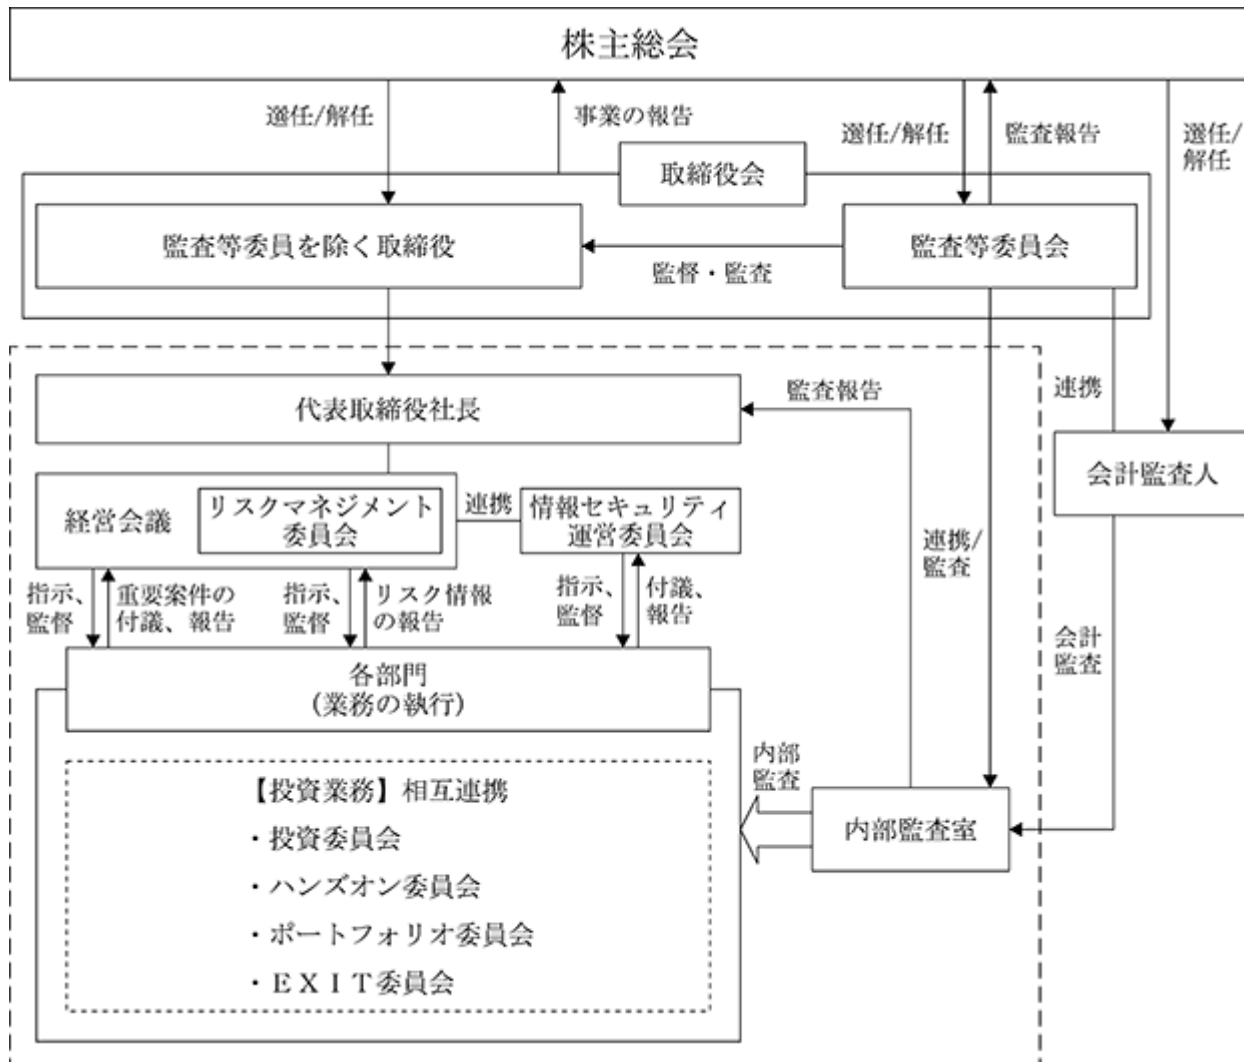 株主総会
選任/解任
事業の報告
選任/解任
監査報告
選任/
解任
取締役会
監査等委員を除く取締役
監督・監査
監査等委員会
代表取締役社長
監査報告
連携
会計監査人
経営会議
リスクマネジメント
委員会
連携
情報セキュリティ
運営委員会
連携/
監査
指示、
監督
重要案件の
付議、報告
指示、
監督
リスク情報
の報告
指示、
監督
付議、
報告
会計
監査
各部門
(業務の執行)
内部
監査
内部監査室
【投資業務】相互連携
・投資委員会
・ハンズオン委員会
・ポートフォリオ委員会
・ＥＸＩＴ委員会